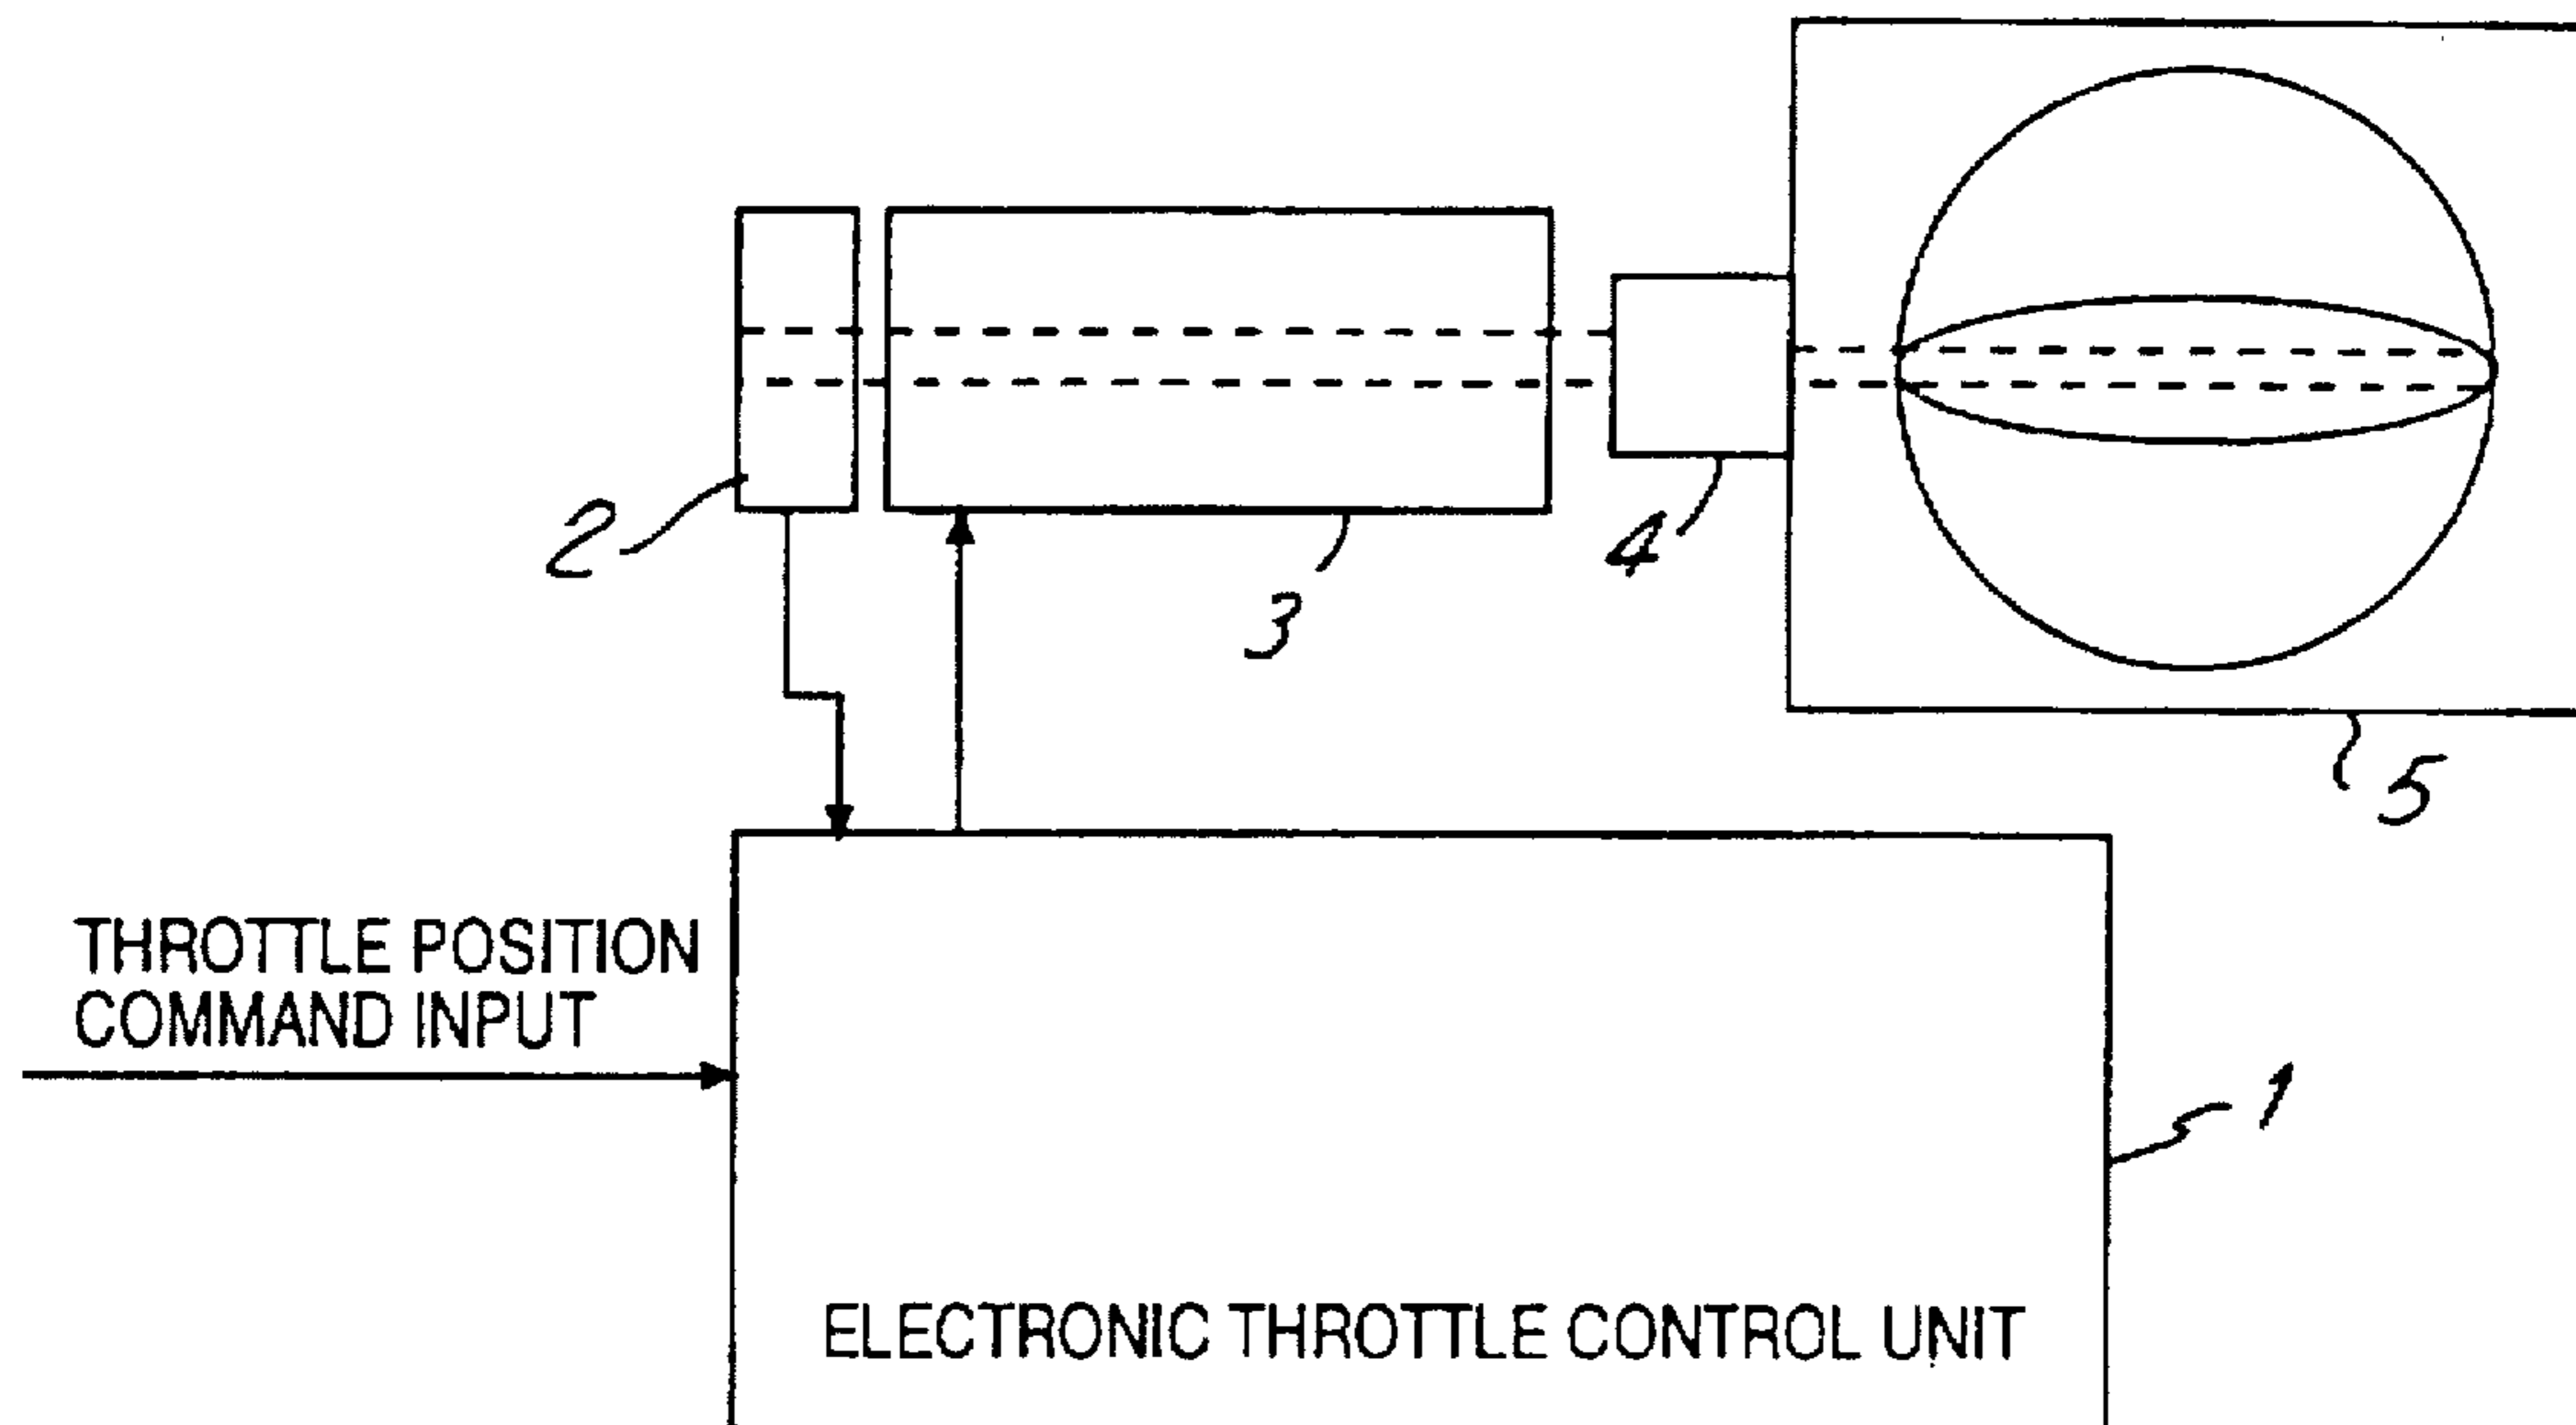 2
3
4
5
THROTTLE POSITION
COMMAND INPUT
1
ELECTRONIC THROTTLE CONTROL UNIT